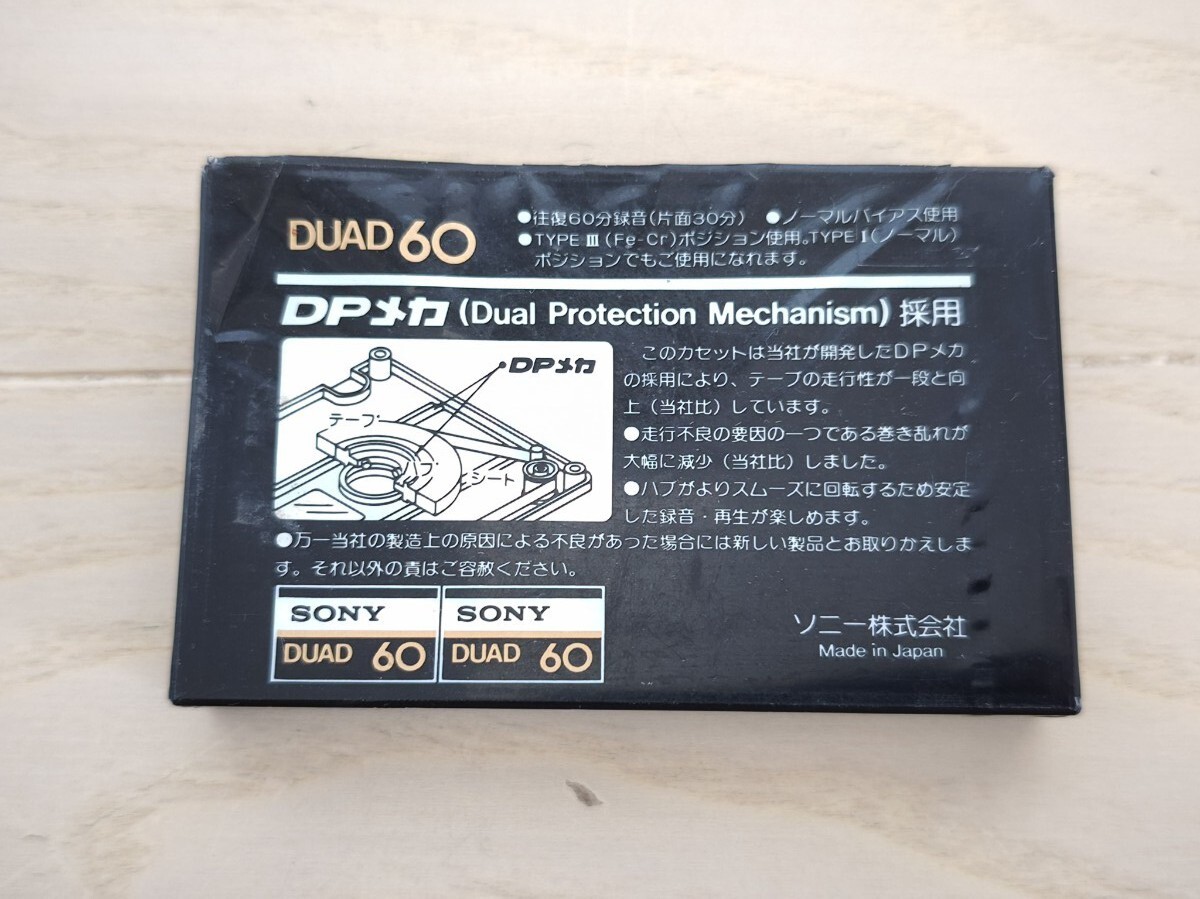 DUAD 60
●往復60分録音(片面30分) ●ノーマルバイアス使用
●TYPE Ⅲ (Fe-Cr)ポジション使用。TYPE Ⅰ(ノーマル)
ポジションでもご使用になれます。
DPメカ (Dual Protection Mechanism) 採用
DPメカ
テープ
ハブ
シート
このカセットは当社が開発したDPメカ
の採用により、テープの走行性が一段と向
上(当社比)しています。
●走行不良の要因の一つである巻き乱れが
大幅に減少(当社比)しました。
●ハブがよりスムーズに回転するため安定
した録音・再生が楽しめます。
●万一当社の製造上の原因による不良があった場合には新しい製品とお取りかえしま
す。それ以外の責はご容赦ください。
SONY
DUAD 60
SONY
DUAD 60
ソニー株式会社
Made in Japan